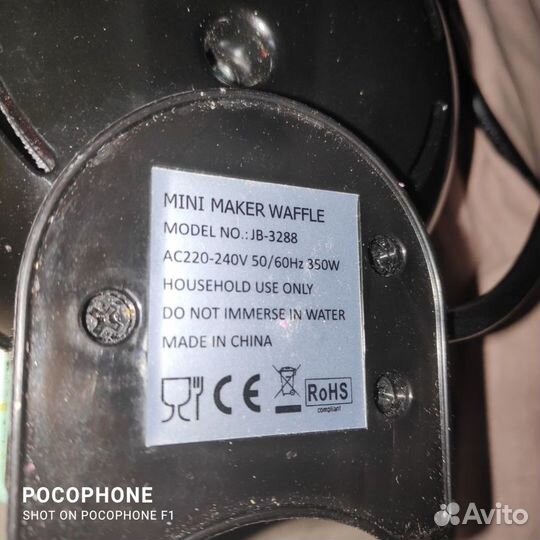 MINI MAKER WAFFLE
MODEL NO.:JB-3288
AC220-240V 50/60Hz 350W
HOUSEHOLD USE ONLY
DO NOT IMMERSE IN WATER
MADE IN CHINA
CE
RoHS
compliant
POCOPHONE
SHOT ON POCOPHONE F1
Avito